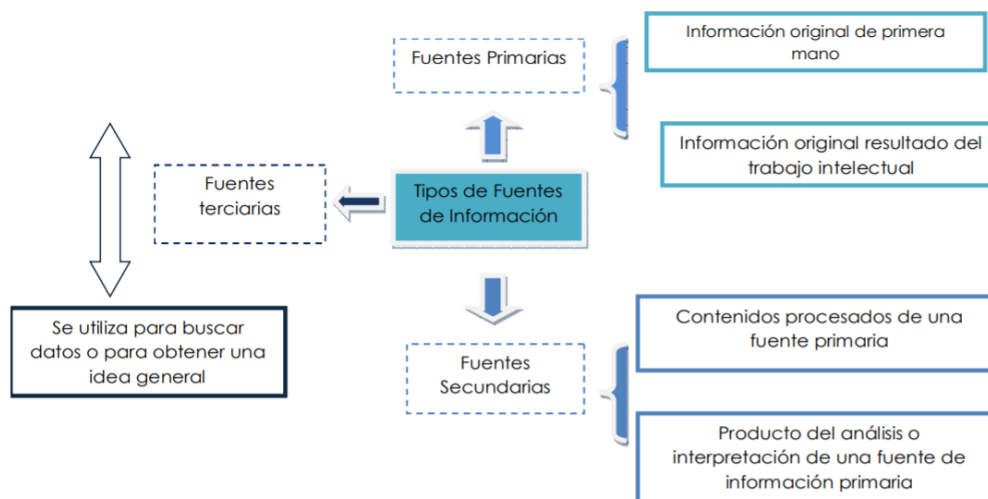 Fuentes Primarias
Información original de primera
mano
Información original resultado del
trabajo intelectual
Fuentes
terciarias
Tipos de Fuentes
de Información
Se utiliza para buscar
datos o para obtener una
idea general
Fuentes
Secundarias
Contenidos procesados de una
fuente primaria
Producto del análisis o
interpretación de una fuente de
información primaria